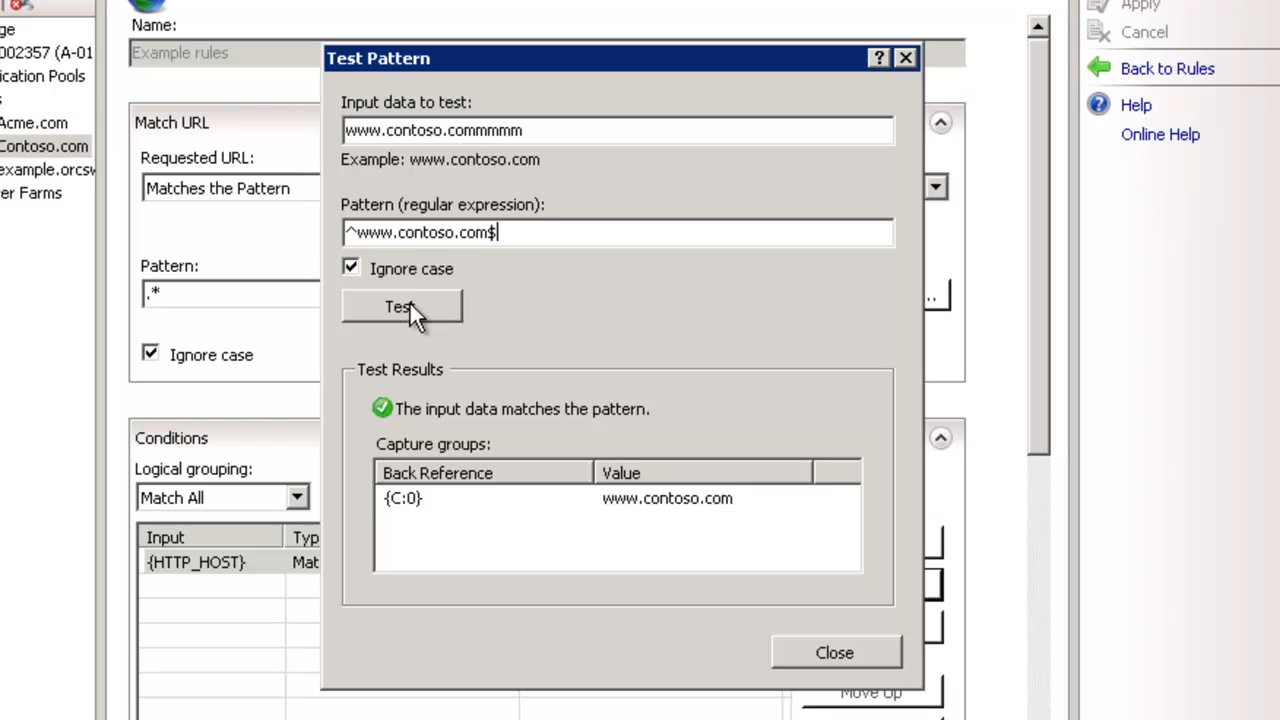 ge
002357 (A-01
ication Pools
s
Acme.com
Contoso.com
example.orcsw
er Farms
Name:
Example rules
Match URL
Requested URL:
Matches the Pattern
Pattern:
.*
Ignore case
Conditions
Logical grouping:
Match All
Input
Typ
{HTTP_HOST}
Mat
Test Pattern
?
Input data to test:
www.contoso.commmmm
Example: www.contoso.com
Pattern (regular expression):
^www.contoso.com$
Ignore case
Test
Test Results
The input data matches the pattern.
Capture groups:
Back Reference
Value
{C:0}
www.contoso.com
Close
..
Move Up
Apply
Cancel
Back to Rules
Help
Online Help